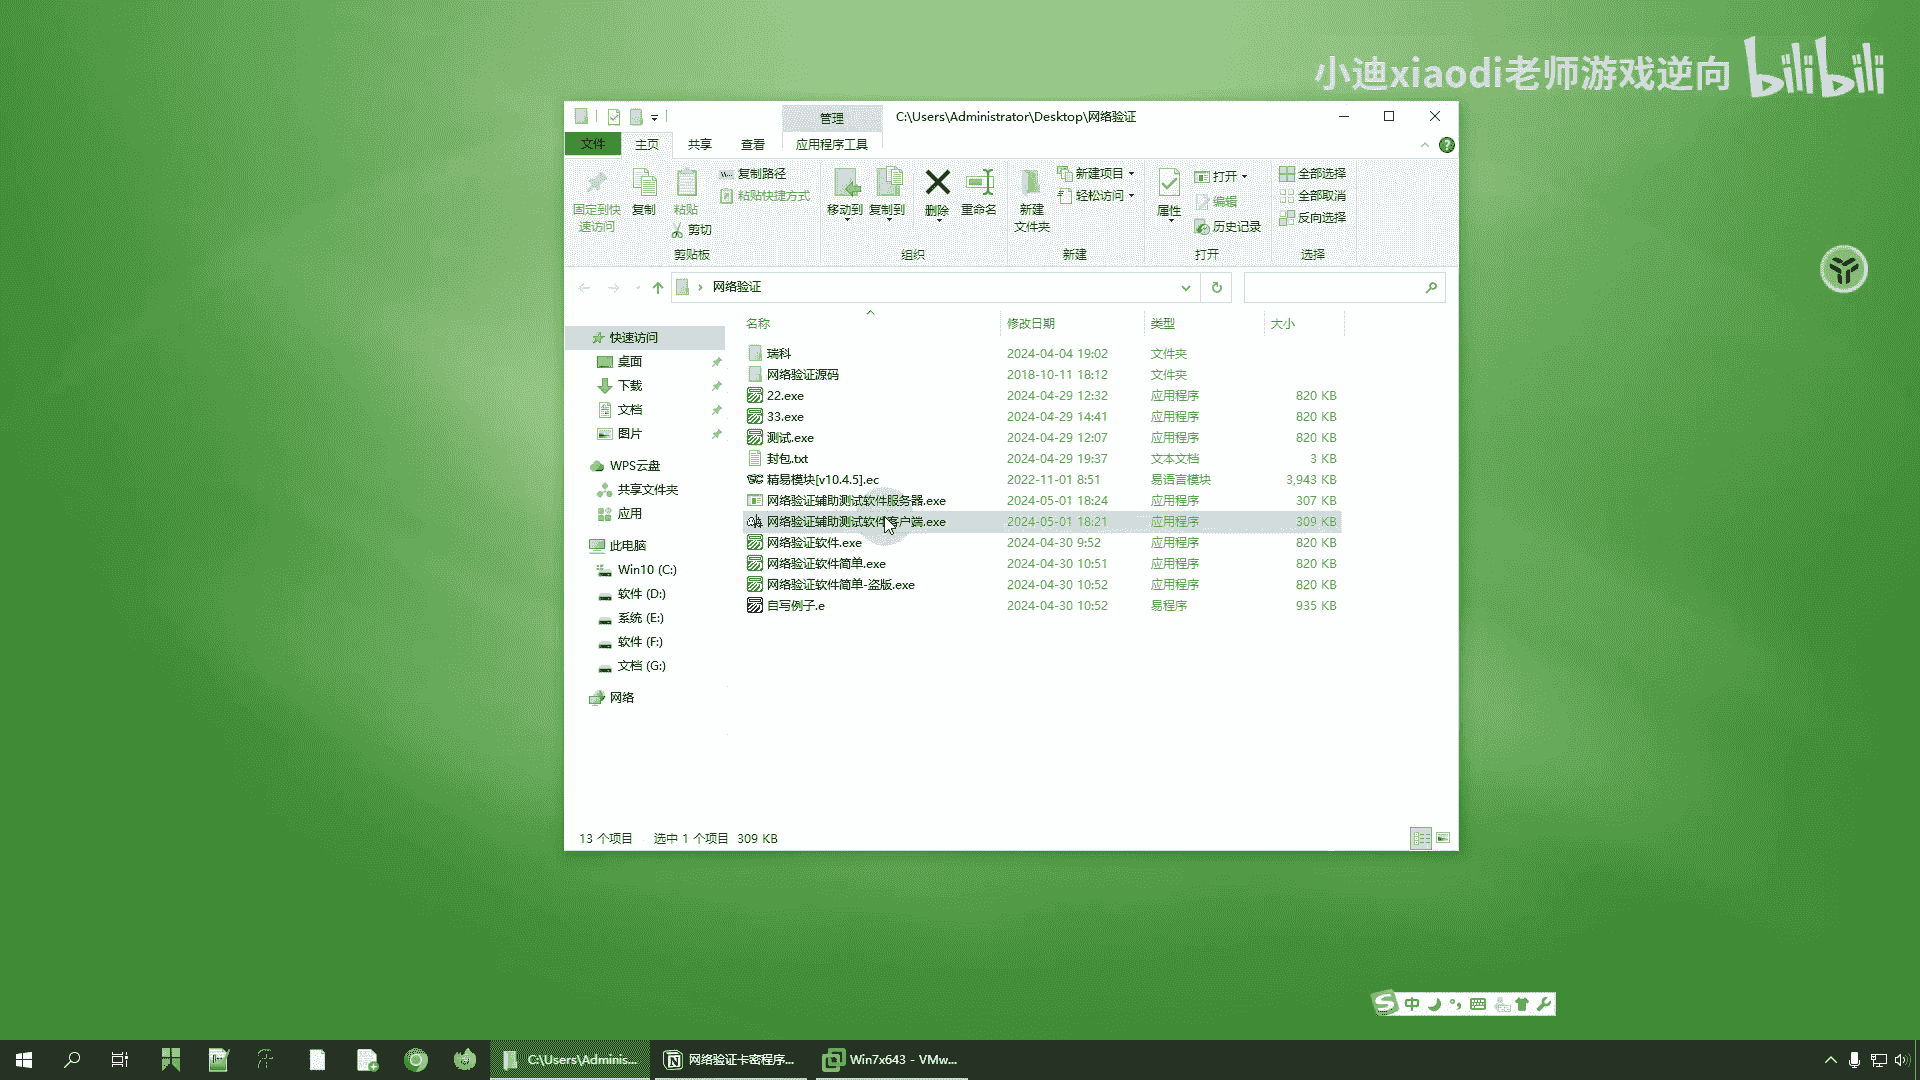 小迪xiaodi老师游戏逆向 bilibili
管理 C:\Users\Administrator\Desktop\网络验证
文件 主页 共享 查看 应用程序工具
固定到快速访问
复制
粘贴
复制路径
粘贴快捷方式
剪切
剪贴板
移动到 复制到 删除 重命名
组织
新建文件夹
新建项目
轻松访问
新建
属性
打开
编辑
历史记录
打开
全部选择
全部取消
反向选择
选择
网络验证
名称 修改日期 类型 大小
快速访问
桌面
下载
文档
图片
WPS云盘
共享文件夹
应用
此电脑
Win10 (C:)
软件 (D:)
系统 (E:)
软件 (F:)
文档 (G:)
网络
瑞科 2024-04-04 19:02 文件夹
网络验证源码 2018-10-11 18:12 文件夹
22.exe 2024-04-29 12:32 应用程序 820 KB
33.exe 2024-04-29 14:41 应用程序 820 KB
测试.exe 2024-04-29 12:07 应用程序 820 KB
封包.txt 2024-04-29 19:37 文本文档 3 KB
精易模块[v10.4.5].ec 2022-11-01 8:51 易语言模块 3,943 KB
网络验证辅助测试软件服务器.exe 2024-05-01 18:24 应用程序 307 KB
网络验证辅助测试软件客户端.exe 2024-05-01 18:21 应用程序 309 KB
网络验证软件.exe 2024-04-30 9:52 应用程序 820 KB
网络验证软件简单.exe 2024-04-30 10:51 应用程序 820 KB
网络验证软件简单-盗版.exe 2024-04-30 10:52 应用程序 820 KB
自写例子.e 2024-04-30 10:52 易程序 935 KB
13 个项目 选中 1 个项目 309 KB
中
C:\Users\Adminis... 网络验证卡密程序... Win7x643 - VMw...